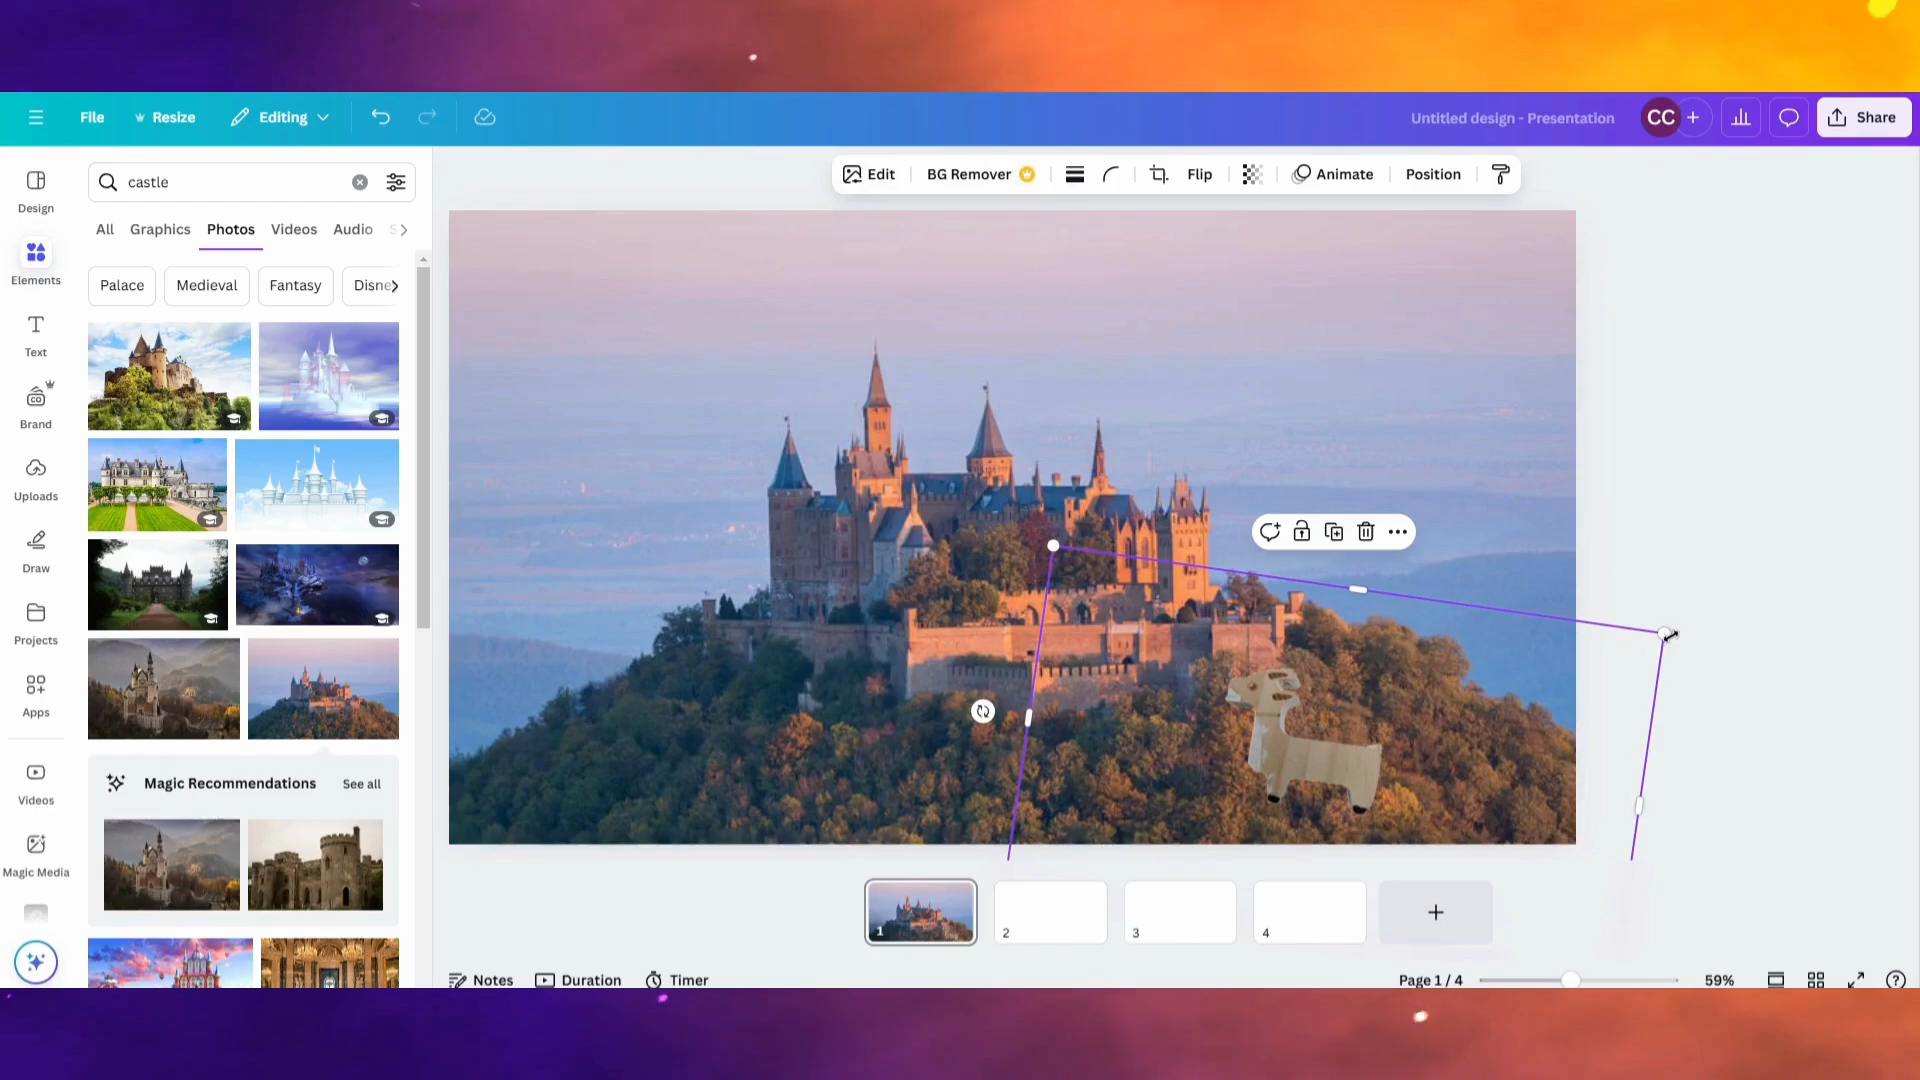 File
Resize
Editing
Untitled design - Presentation
CC
Share
Design
Elements
Text
Brand
CO
Uploads
Draw
Projects
Apps
Videos
Magic Media
castle
All Graphics Photos Videos Audio S
Palace Medieval Fantasy Disne
Magic Recommendations See all
Edit BG Remover Flip Animate Position
1
2
3
4
Notes Duration Timer
Page 1 / 4
59%